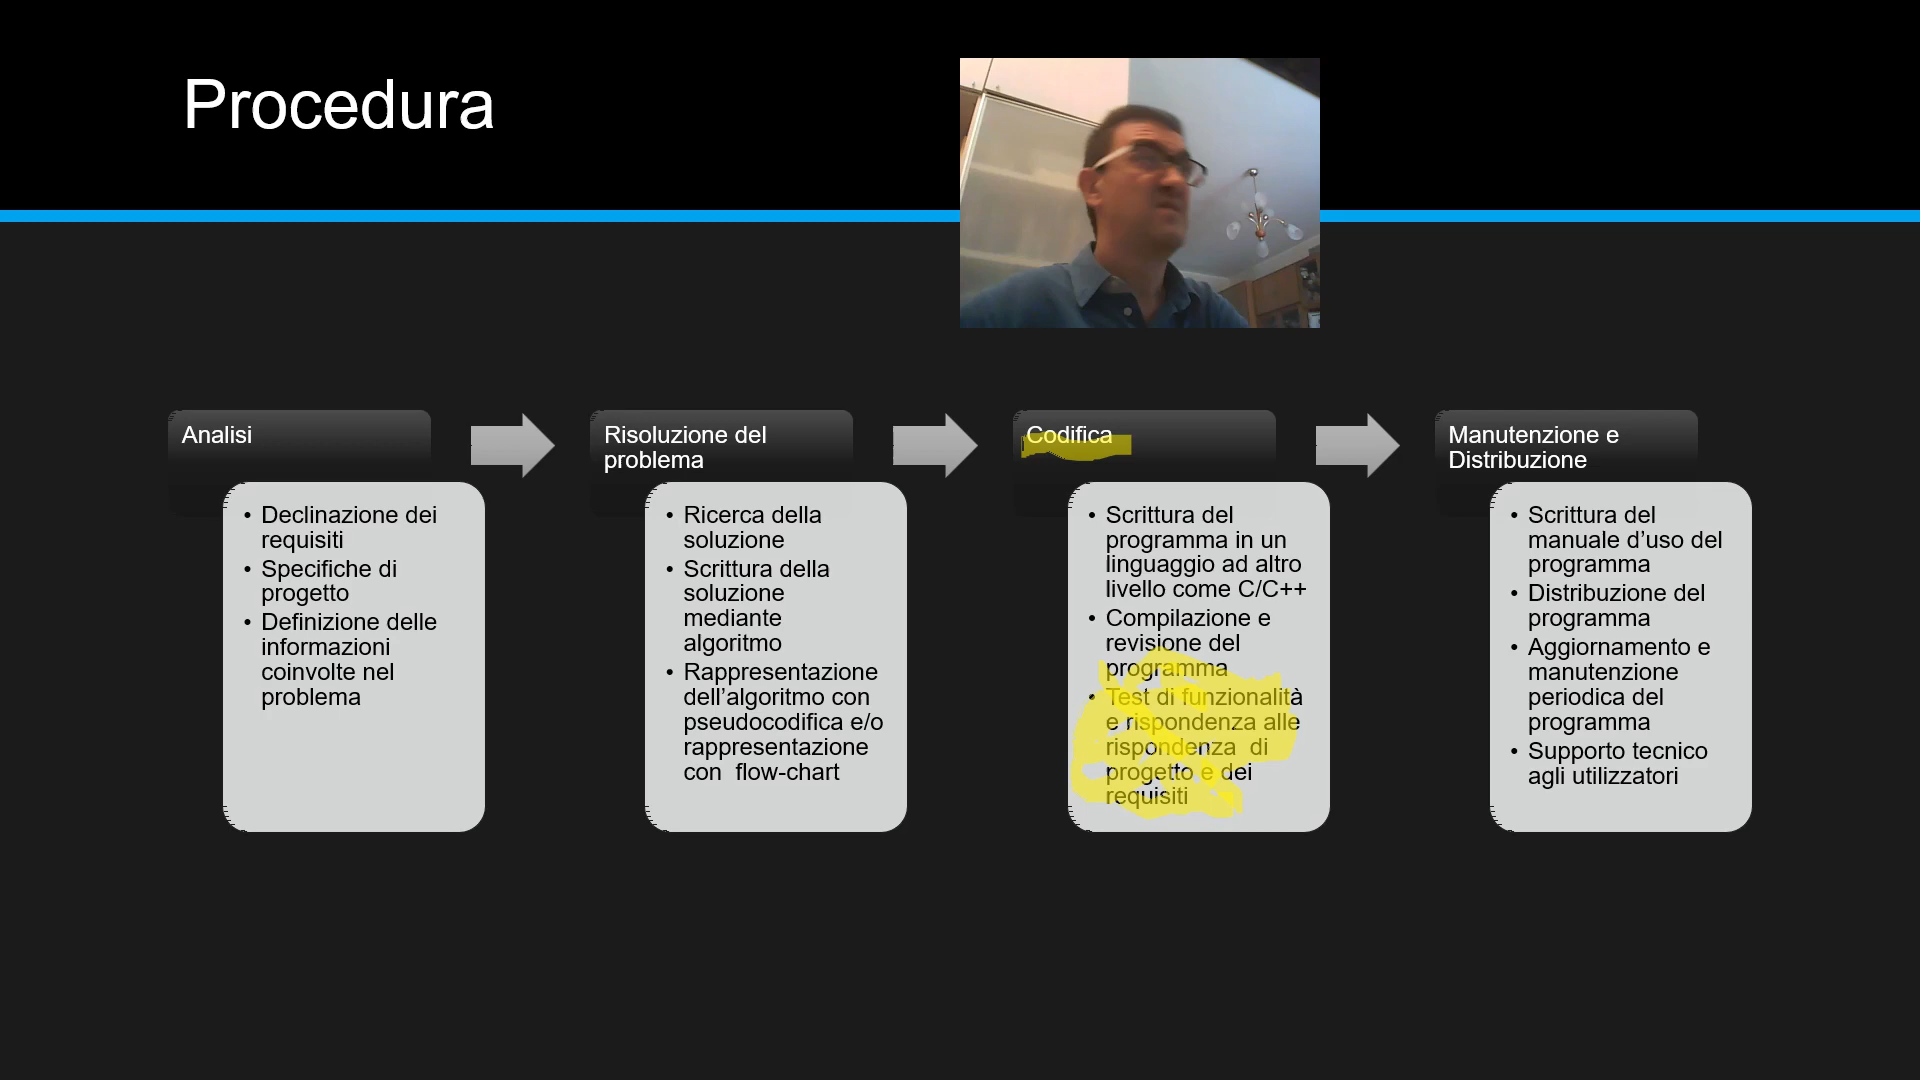 Procedura
Analisi
• Declinazione dei
requisiti
• Specifiche di
progetto
• Definizione delle
informazioni
coinvolte nel
problema
Risoluzione del
problema
• Ricerca della
soluzione
• Scrittura della
soluzione
mediante
algoritmo
• Rappresentazione
dell’algoritmo con
pseudocodifica e/o
rappresentazione
con  flow-chart
Codifica
• Scrittura del
programma in un
linguaggio ad altro
livello come C/C++
• Compilazione e
revisione del
programma
• Test di funzionalità
e rispondenza alle
rispondenza  di
progetto e dei
requisiti
Manutenzione e
Distribuzione
• Scrittura del
manuale d’uso del
programma
• Distribuzione del
programma
• Aggiornamento e
manutenzione
periodica del
programma
• Supporto tecnico
agli utilizzatori